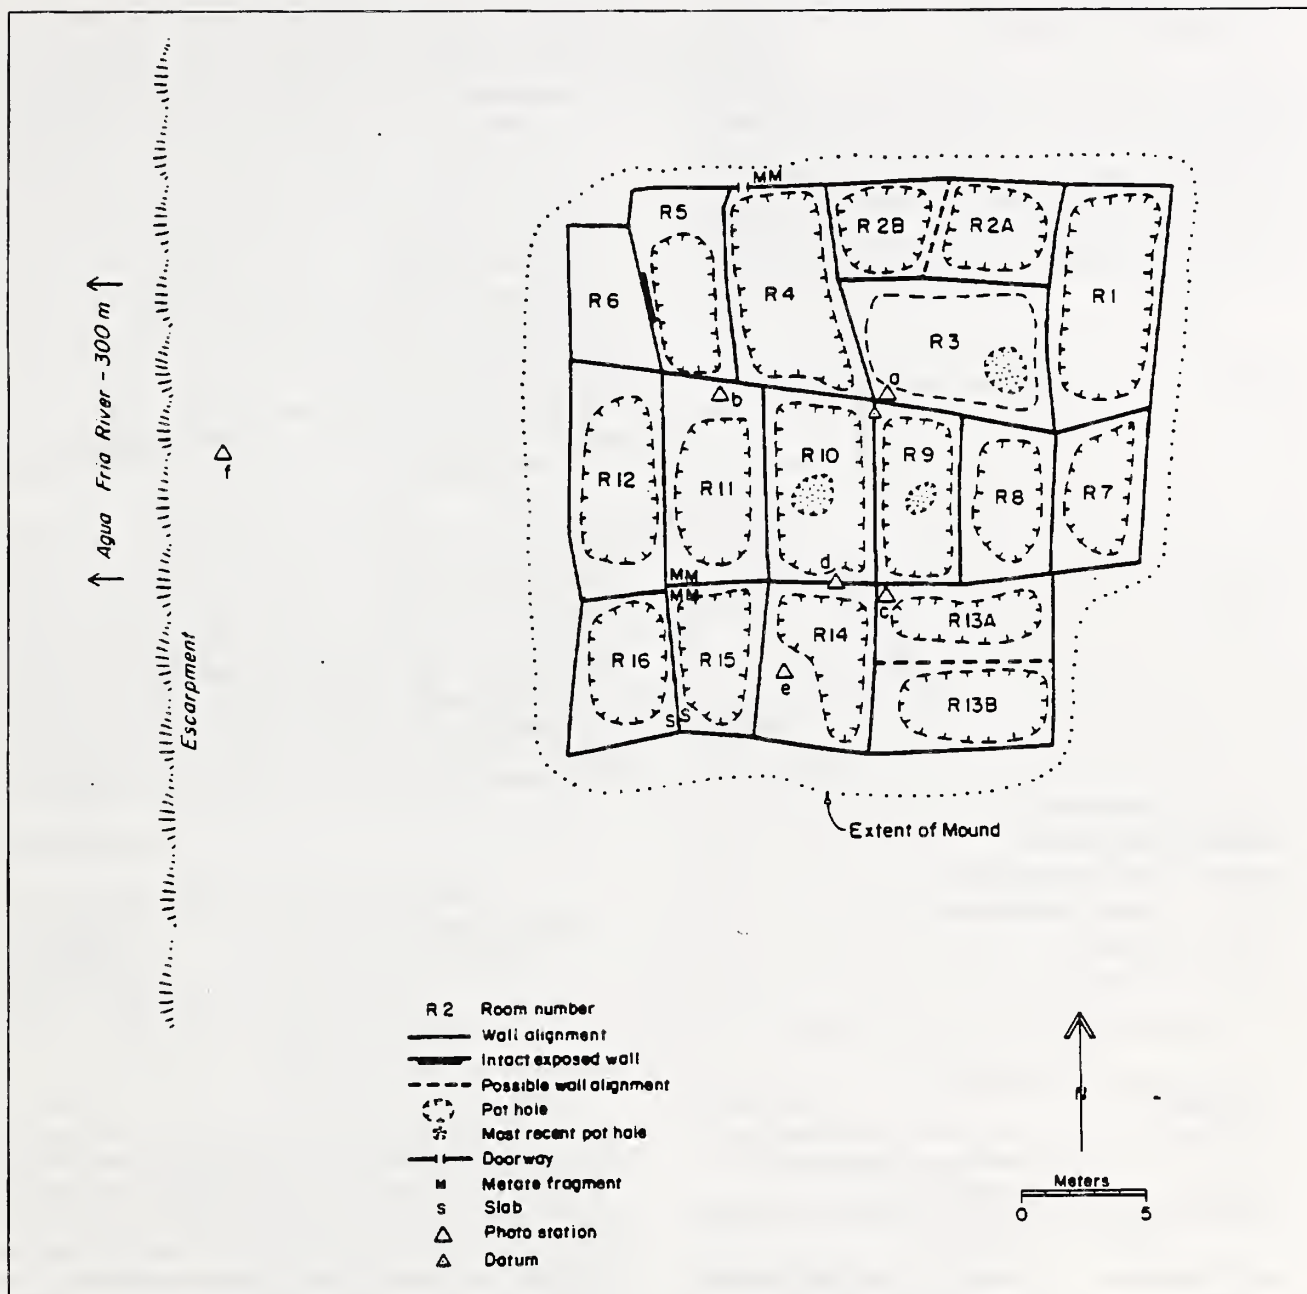 MM
R5
R 2B
R 2A
R6
R4
R1
R3
a
b
Agua Fria River - 300 m
f
R10
R9
R12
R11
R8
R7
d
MM
MM
c
R13A
R14
R16
R15
e
R13B
S
S
Escarpment
Extent of Mound
R 2 Room number
Wall alignment
Intact exposed wall
Possible wall alignment
Pot hole
Most recent pot hole
Doorway
M Metate fragment
S Slab
Photo station
Datum
N
Meters
0 5